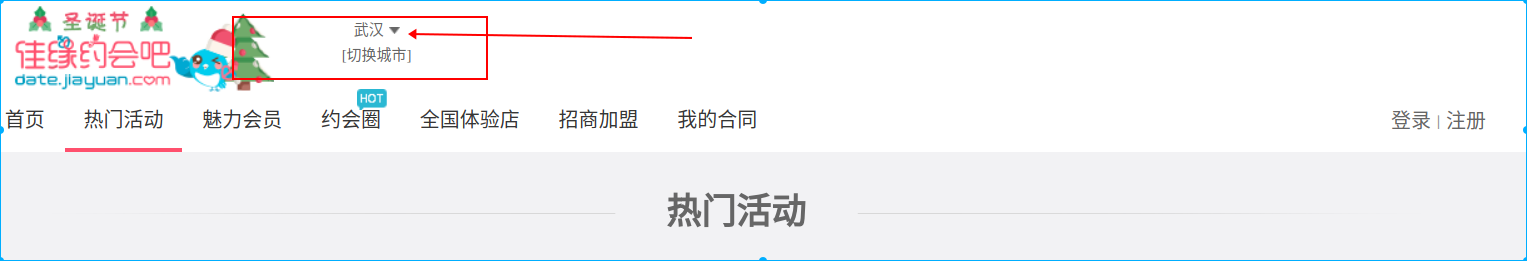 圣诞节
佳缘约会吧
date.jiayuan.com
武汉
[切换城市]
HOT
首页 热门活动 魅力会员 约会圈 全国体验店 招商加盟 我的合同 登录 | 注册
热门活动